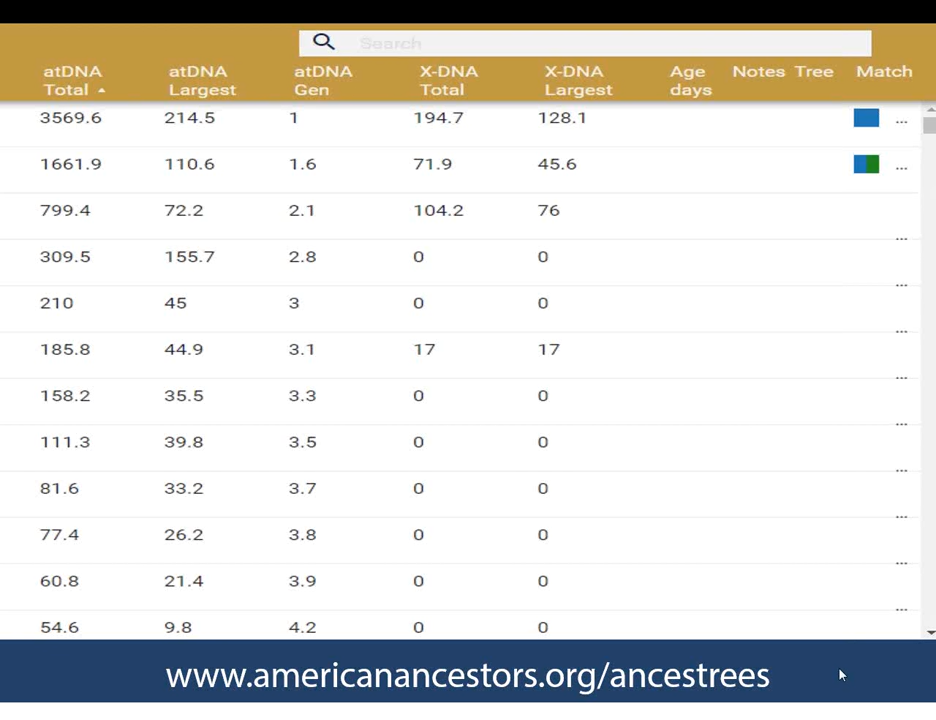 Search
atDNA Total atDNA Largest atDNA Gen X-DNA Total X-DNA Largest Age days Notes Tree Match
3569.6 214.5 1 194.7 128.1 ...
1661.9 110.6 1.6 71.9 45.6 ...
799.4 72.2 2.1 104.2 76 ...
309.5 155.7 2.8 0 0 ...
210 45 3 0 0 ...
185.8 44.9 3.1 17 17 ...
158.2 35.5 3.3 0 0 ...
111.3 39.8 3.5 0 0 ...
81.6 33.2 3.7 0 0 ...
77.4 26.2 3.8 0 0 ...
60.8 21.4 3.9 0 0 ...
54.6 9.8 4.2 0 0
www.americanancestors.org/ancestrees